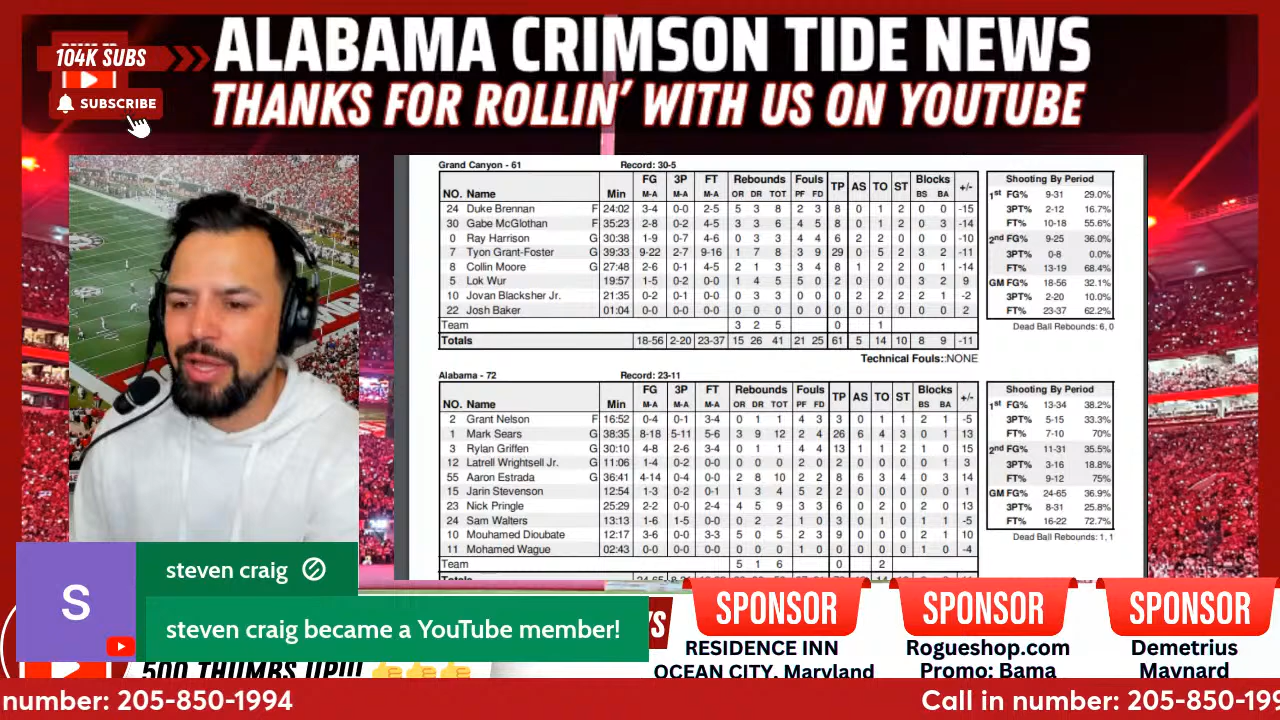 104K SUBS
SUBSCRIBE
ALABAMA CRIMSON TIDE NEWS
THANKS FOR ROLLIN' WITH US ON YOUTUBE
Grand Canyon - 61 Record: 30-5
FG 3P FT Rebounds Fouls TP AS TO ST Blocks +/-
NO. Name Min M-A M-A M-A OR DR TOT PF FD BS BA
24 Duke Brennan F 24:02 3-4 0-0 2-5 5 3 8 2 3 8 0 1 2 0 0 -15
30 Gabe McGlothan F 35:23 2-8 0-2 4-5 3 3 6 4 5 8 0 1 0 0 3 -14
0 Ray Harrison G 30:38 1-9 0-7 4-6 0 3 3 4 4 6 2 2 0 0 0 -10
7 Tyon Grant-Foster G 39:33 9-22 2-7 9-16 1 7 8 3 9 29 0 5 2 3 2 -11
8 Collin Moore G 27:48 2-6 0-1 4-5 2 1 3 4 4 8 1 2 2 0 1 -14
5 Lok Wur 19:57 1-5 0-2 0-0 1 4 5 5 0 2 0 0 0 3 2 9
10 Jovan Blacksher Jr. 21:35 0-2 0-1 0-0 0 3 3 0 0 0 2 2 2 2 1 -2
22 Josh Baker 01:04 0-0 0-0 0-0 0 0 0 0 0 0 0 0 0 0 0 2
Team 3 2 5 0 1
Totals 18-56 2-20 23-37 15 26 41 21 25 61 5 14 10 8 9 -11
Technical Fouls::NONE
Shooting By Period
1st FG% 9-31 29.0%
3PT% 2-12 16.7%
FT% 10-18 55.6%
2nd FG% 9-25 36.0%
3PT% 0-8 0.0%
FT% 13-19 68.4%
GM FG% 18-56 32.1%
3PT% 2-20 10.0%
FT% 23-37 62.2%
Dead Ball Rebounds: 6, 0
Alabama - 72 Record: 23-11
FG 3P FT Rebounds Fouls TP AS TO ST Blocks +/-
NO. Name Min M-A M-A M-A OR DR TOT PF FD BS BA
2 Grant Nelson F 16:52 0-4 0-1 3-4 0 1 1 4 3 3 0 1 1 2 1 -5
1 Mark Sears G 38:35 8-18 5-11 5-6 3 9 12 2 4 26 6 4 3 0 1 13
3 Rylan Griffen G 30:10 4-8 2-6 3-4 0 1 1 4 4 13 1 1 2 0 1 15
12 Latrell Wrightsell Jr. G 11:06 1-4 0-2 0-0 0 0 0 2 0 2 0 0 0 0 1 3
55 Aaron Estrada G 36:41 4-14 0-4 0-0 2 8 10 2 2 8 6 3 4 0 3 14
15 Jarin Stevenson 12:54 1-3 0-2 0-1 1 3 4 5 2 2 0 0 0 0 0 1
23 Nick Pringle 25:29 2-2 0-0 2-4 4 5 9 3 3 6 0 2 0 2 0 13
24 Sam Walters 13:13 1-6 1-5 0-0 0 2 2 1 0 3 0 1 0 1 1 -5
10 Mouhamed Dioubate 12:17 3-6 0-0 3-3 5 0 5 2 3 9 0 0 0 2 1 10
11 Mohamed Wague 02:43 0-0 0-0 0-0 0 0 0 1 0 0 0 0 0 1 0 -4
Team 5 1 6 0 2
Totals
Shooting By Period
1st FG% 13-34 38.2%
3PT% 5-15 33.3%
FT% 7-10 70%
2nd FG% 11-31 35.5%
3PT% 3-16 18.8%
FT% 9-12 75%
GM FG% 24-65 36.9%
3PT% 8-31 25.8%
FT% 16-22 72.7%
Dead Ball Rebounds: 1, 1
S
steven craig
steven craig became a YouTube member!
500 THUMBS UP!!!
SPONSOR
RESIDENCE INN
OCEAN CITY, Maryland
SPONSOR
Rogueshop.com
Promo: Bama
SPONSOR
Demetrius
Maynard
number: 205-850-1994
Call in number: 205-850-199